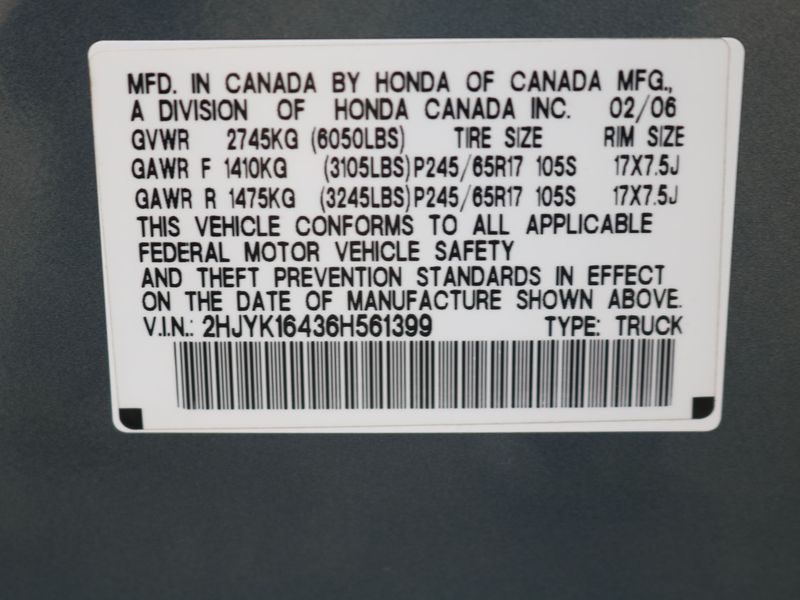 MFD. IN CANADA BY HONDA OF CANADA MFG.,
A DIVISION OF HONDA CANADA INC. 02/06
GVWR 2745KG (6050LBS) TIRE SIZE RIM SIZE
GAWR F 1410KG (3105LBS) P245/65R17 105S 17X7.5J
GAWR R 1475KG (3245LBS) P245/65R17 105S 17X7.5J
THIS VEHICLE CONFORMS TO ALL APPLICABLE
FEDERAL MOTOR VEHICLE SAFETY
AND THEFT PREVENTION STANDARDS IN EFFECT
ON THE DATE OF MANUFACTURE SHOWN ABOVE.
V.I.N.: 2HJYK16436H561399 TYPE: TRUCK